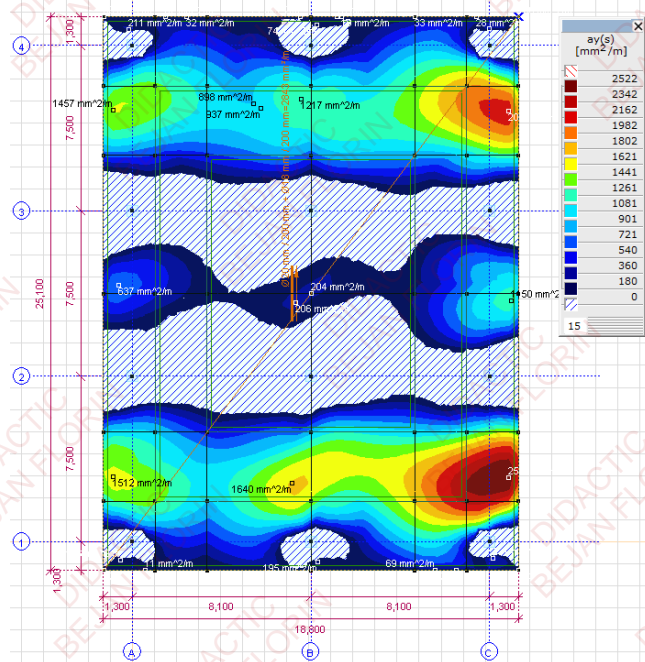 211 mm^2/m
32 mm^2/m
33 mm^2/m
28 mm^2/m
1,300
4
1457 mm^2/m
898 mm^2/m
937 mm^2/m
1217 mm^2/m
20
7,500
3
25,100
7,500
637 mm^2/m
204 mm^2/m
206 mm^2/m
50 mm^2
2
7,500
1512 mm^2/m
1640 mm^2/m
25
1
11 mm^2/m
195 mm^2/m
69 mm^2/m
1,300
1,300
8,100
8,100
1,300
18,800
A
B
C
ay(s)
[mm²/m]
2522
2342
2162
1982
1802
1621
1441
1261
1081
901
721
540
360
180
0
15
DIDACTIC
BEJAN FLORIN